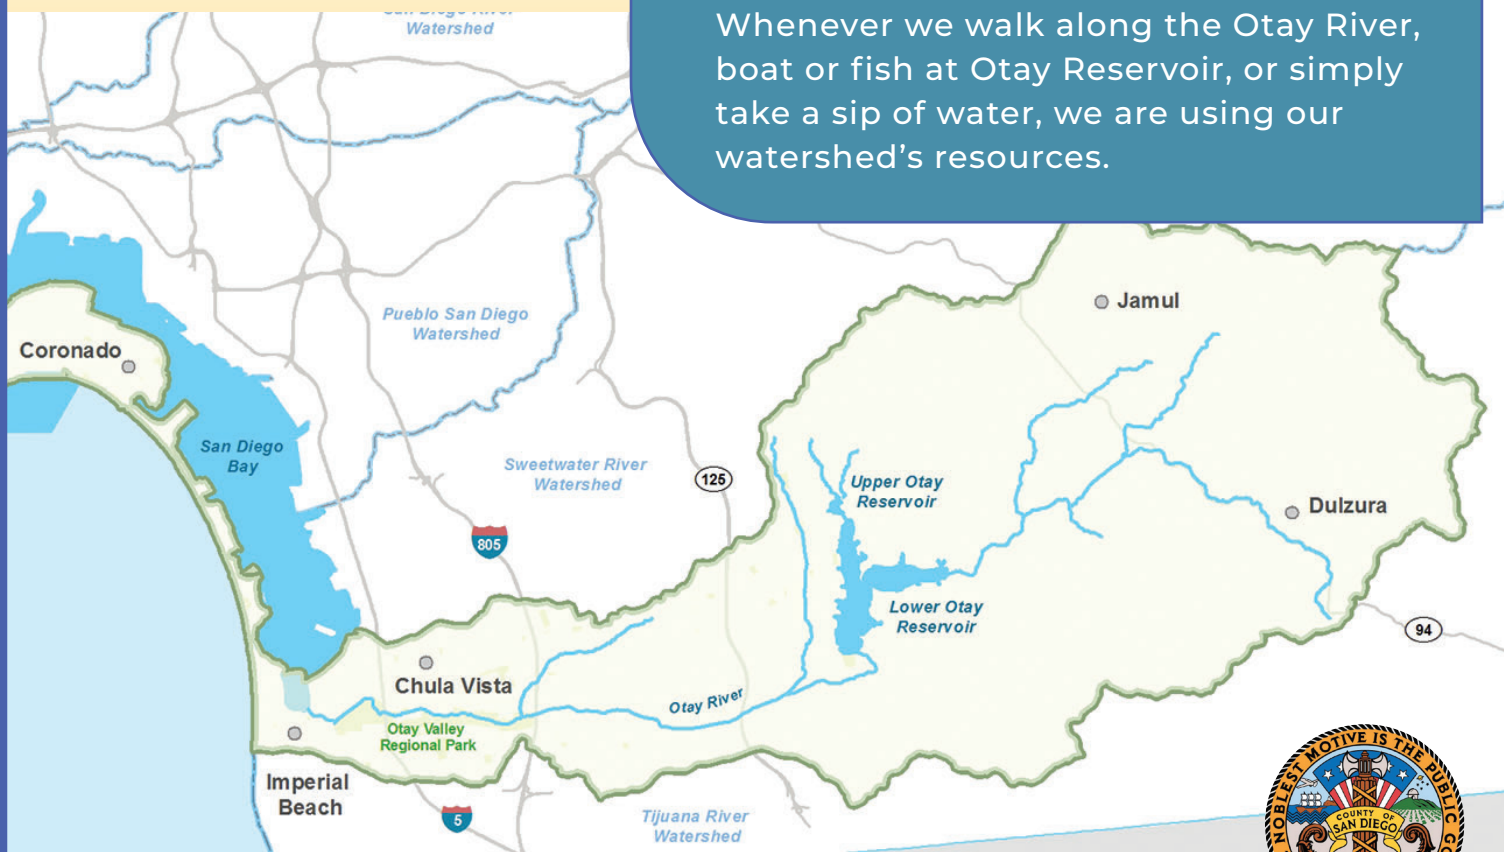 San Diego River
Watershed
Whenever we walk along the Otay River,
boat or fish at Otay Reservoir, or simply
take a sip of water, we are using our
watershed's resources.
Jamul
Pueblo San Diego
Watershed
Coronado
San Diego
Bay
Sweetwater River
Watershed
125
Upper Otay
Reservoir
Dulzura
805
Lower Otay
Reservoir
94
Chula Vista
Otay River
Otay Valley
Regional Park
Imperial
Beach
5
Tijuana River
Watershed
NOBLEST MOTIVE IS THE PUBLIC
COUNTY OF
SAN DIEGO